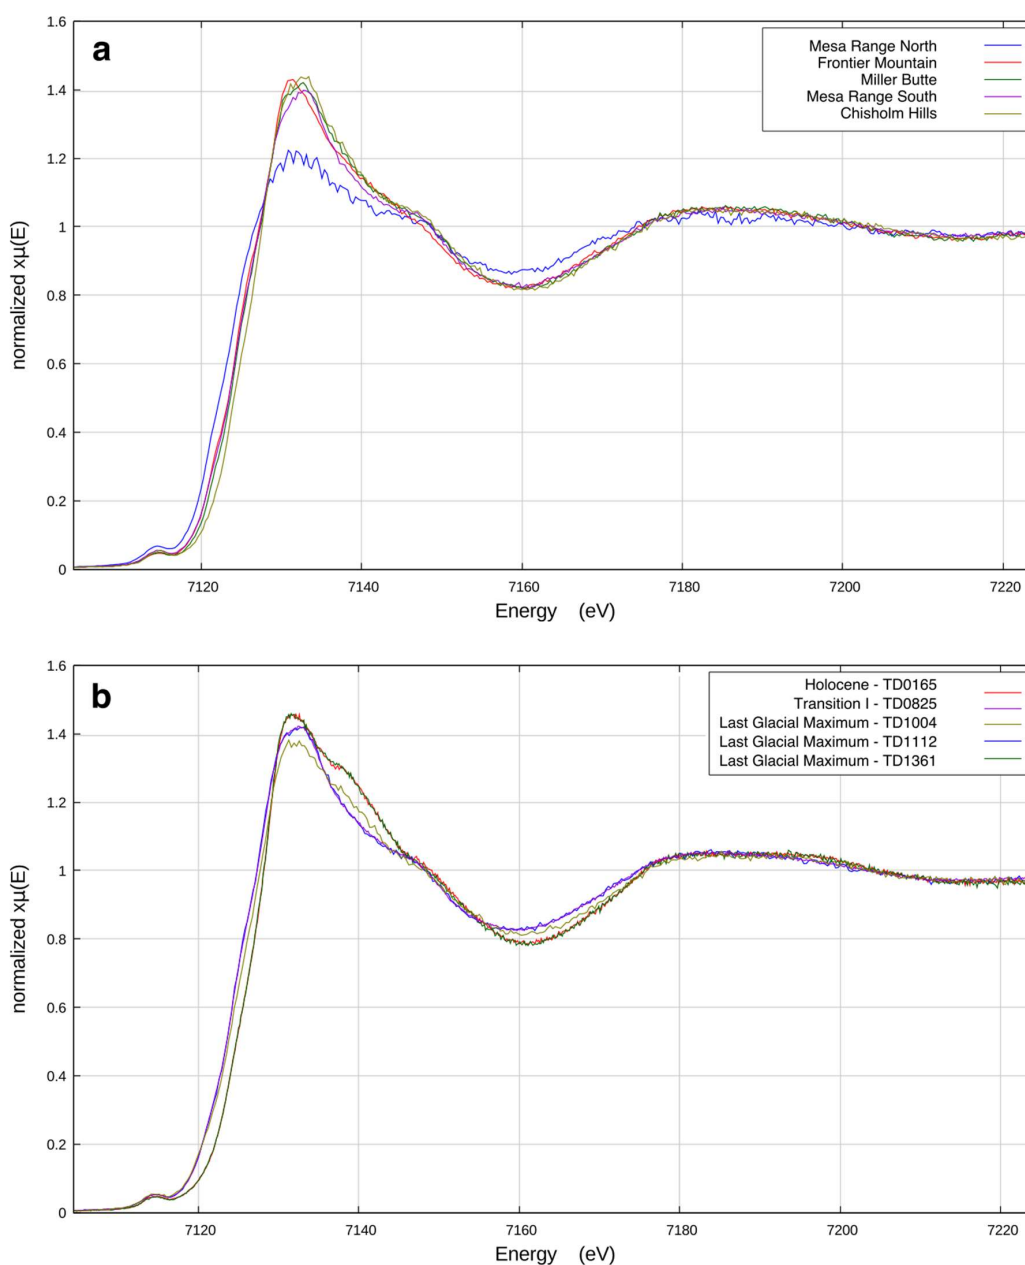 a
1.6
1.4
1.2
1
0.8
0.6
0.4
0.2
0
normalized xμ(E)
Mesa Range North
Frontier Mountain
Miller Butte
Mesa Range South
Chisholm Hills
7120 7140 7160 7180 7200 7220
Energy (eV)
b
1.6
1.4
1.2
1
0.8
0.6
0.4
0.2
0
normalized xμ(E)
Holocene - TD0165
Transition I - TD0825
Last Glacial Maximum - TD1004
Last Glacial Maximum - TD1112
Last Glacial Maximum - TD1361
7120 7140 7160 7180 7200 7220
Energy (eV)